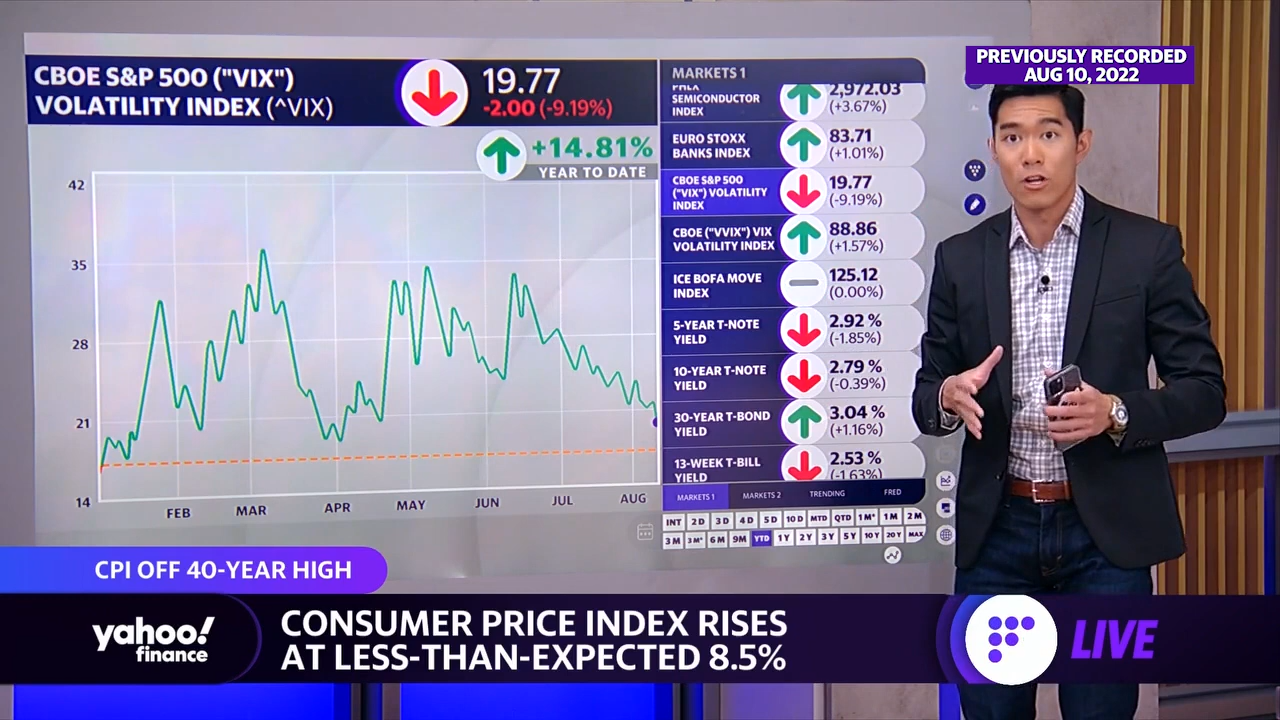 PREVIOUSLY RECORDED
AUG 10, 2022
CBOE S&P 500 ("VIX")
VOLATILITY INDEX (^VIX)
19.77
-2.00 (-9.19%)
+14.81%
YEAR TO DATE
42
35
28
21
14
FEB
MAR
APR
MAY
JUN
JUL
AUG
MARKETS 1
PHLX
SEMICONDUCTOR
INDEX
2,972.03
(+3.67%)
EURO STOXX
BANKS INDEX
83.71
(+1.01%)
CBOE S&P 500
("VIX") VOLATILITY
INDEX
19.77
(-9.19%)
CBOE ("VVIX") VIX
VOLATILITY INDEX
88.86
(+1.57%)
ICE BOFA MOVE
INDEX
125.12
(0.00%)
5-YEAR T-NOTE
YIELD
2.92 %
(-1.85%)
10-YEAR T-NOTE
YIELD
2.79 %
(-0.39%)
30-YEAR T-BOND
YIELD
3.04 %
(+1.16%)
13-WEEK T-BILL
YIELD
2.53 %
(-1.63%)
MARKETS 1 MARKETS 2 TRENDING FRED
INT 2D 3D 4D 5D 10D MTD QTD 1M* 1M 2M
3M 3M* 6M 9M YTD 1Y 2Y 3Y 5Y 10Y 20Y MAX
CPI OFF 40-YEAR HIGH
yahoo!
finance
CONSUMER PRICE INDEX RISES
AT LESS-THAN-EXPECTED 8.5%
LIVE